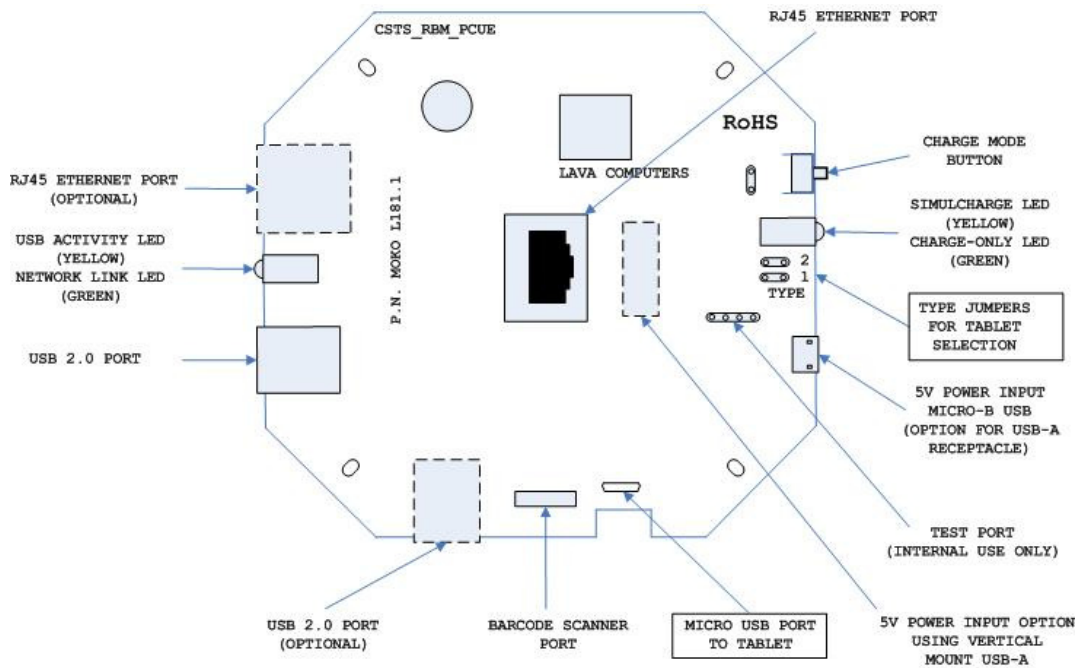 RJ45 ETHERNET PORT
CSTS_RBM_PCUE
RoHS
LAVA COMPUTERS
P.N. MOKO L181.1
2
1
TYPE
RJ45 ETHERNET PORT
(OPTIONAL)
USB ACTIVITY LED
(YELLOW)
NETWORK LINK LED
(GREEN)
USB 2.0 PORT
CHARGE MODE
BUTTON
SIMULCHARGE LED
(YELLOW)
CHARGE-ONLY LED
(GREEN)
TYPE JUMPERS
FOR TABLET
SELECTION
5V POWER INPUT
MICRO-B USB
(OPTION FOR USB-A
RECEPTACLE)
TEST PORT
(INTERNAL USE ONLY)
USB 2.0 PORT
(OPTIONAL)
BARCODE SCANNER
PORT
MICRO USB PORT
TO TABLET
5V POWER INPUT OPTION
USING VERTICAL
MOUNT USB-A